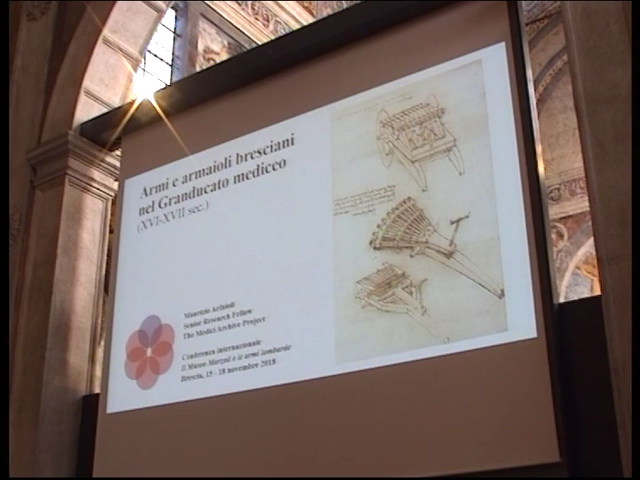 Armi e armaioli bresciani
nel Granducato mediceo
(XVI-XVII sec.)
Maurizio Arfaioli
Senior Research Fellow
The Medici Archive Project
Conferenza internazionale
Il Museo Marzoli e le armi lombarde
Brescia, 15 - 18 novembre 2018